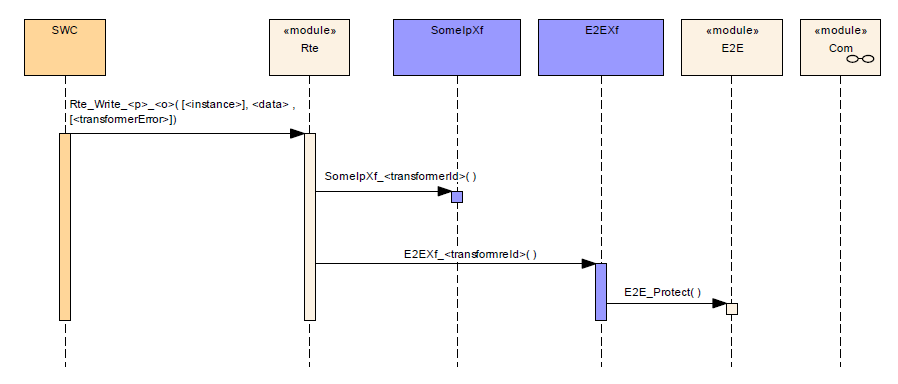 SWC
«module»
Rte
SomeIpXf
E2EXf
«module»
E2E
«module»
Com
Rte_Write_<p>_<o>( [<instance>], <data> ,
[<transformerError>])
SomeIpXf_<transformerId>( )
E2EXf_<transformreId>( )
E2E_Protect( )